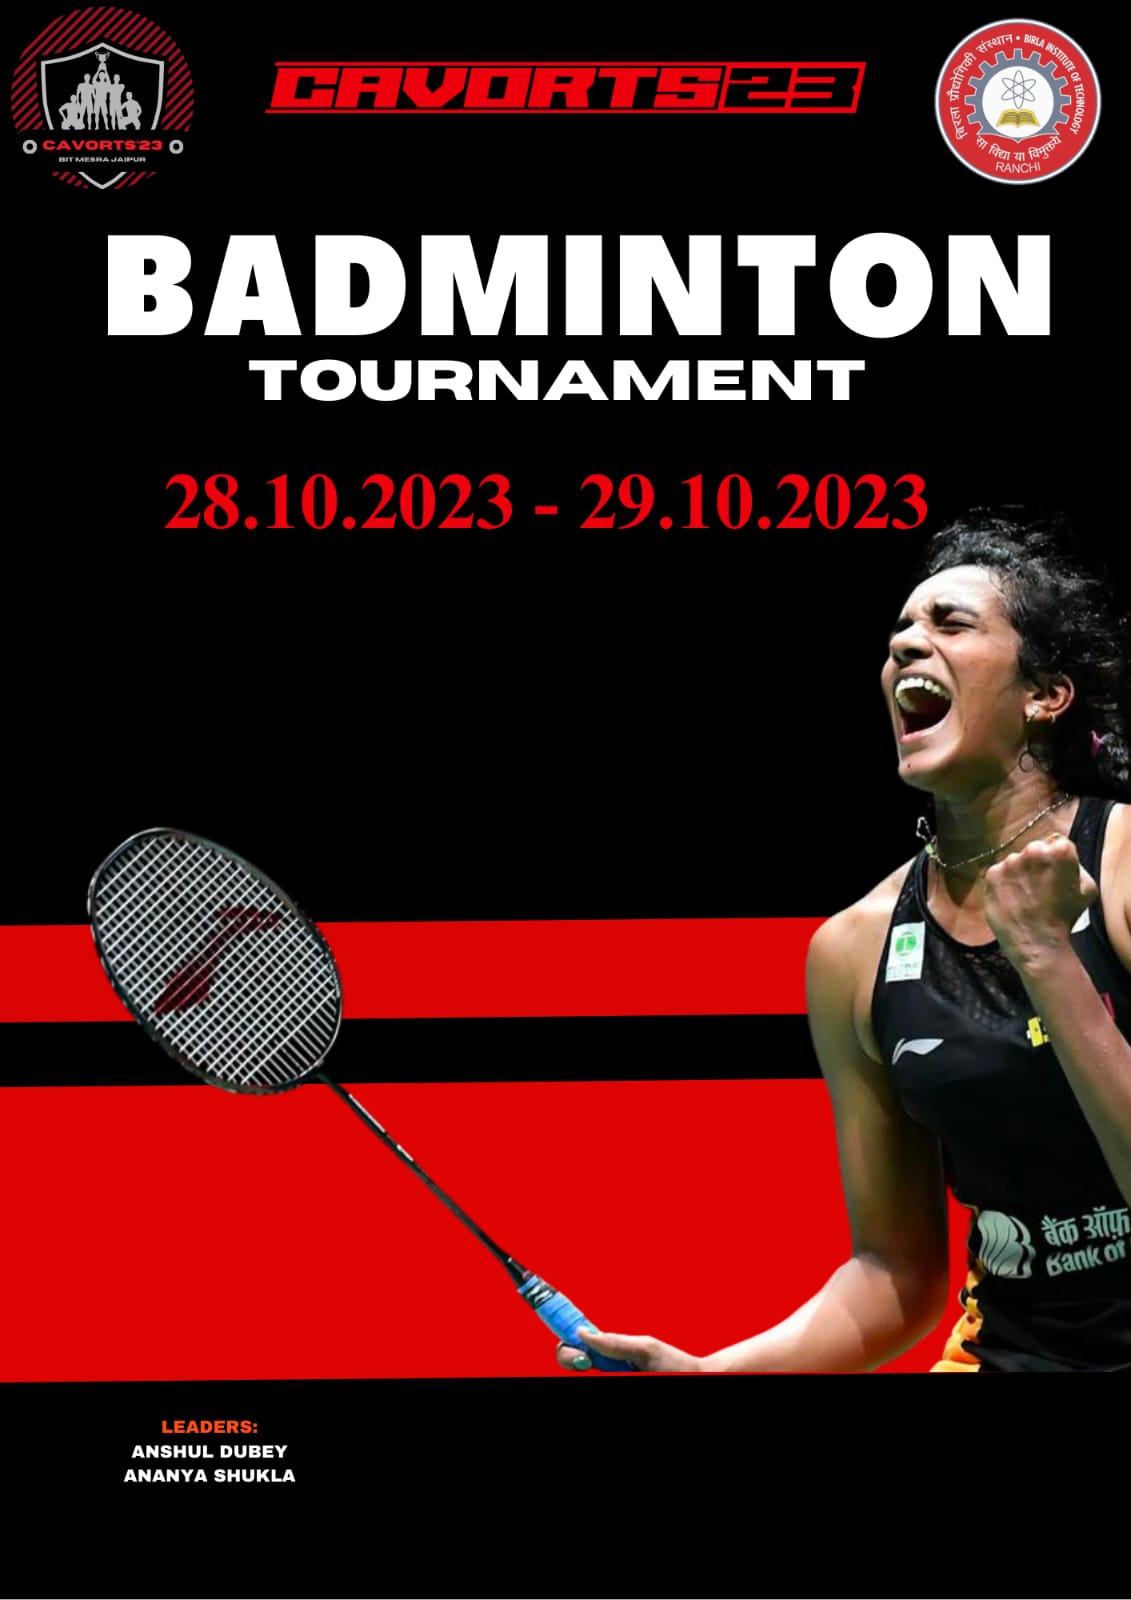 CAVORTS'23
BIT MESRA JAIPUR
CAVORTS23
बिरला प्रौद्योगिकी संस्थान • BIRLA INSTITUTE OF TECHNOLOGY
सा विद्या या विमुक्तये
RANCHI
BADMINTON
TOURNAMENT
28.10.2023 - 29.10.2023
बैंक ऑफ़
Bank of
LEADERS:
ANSHUL DUBEY
ANANYA SHUKLA